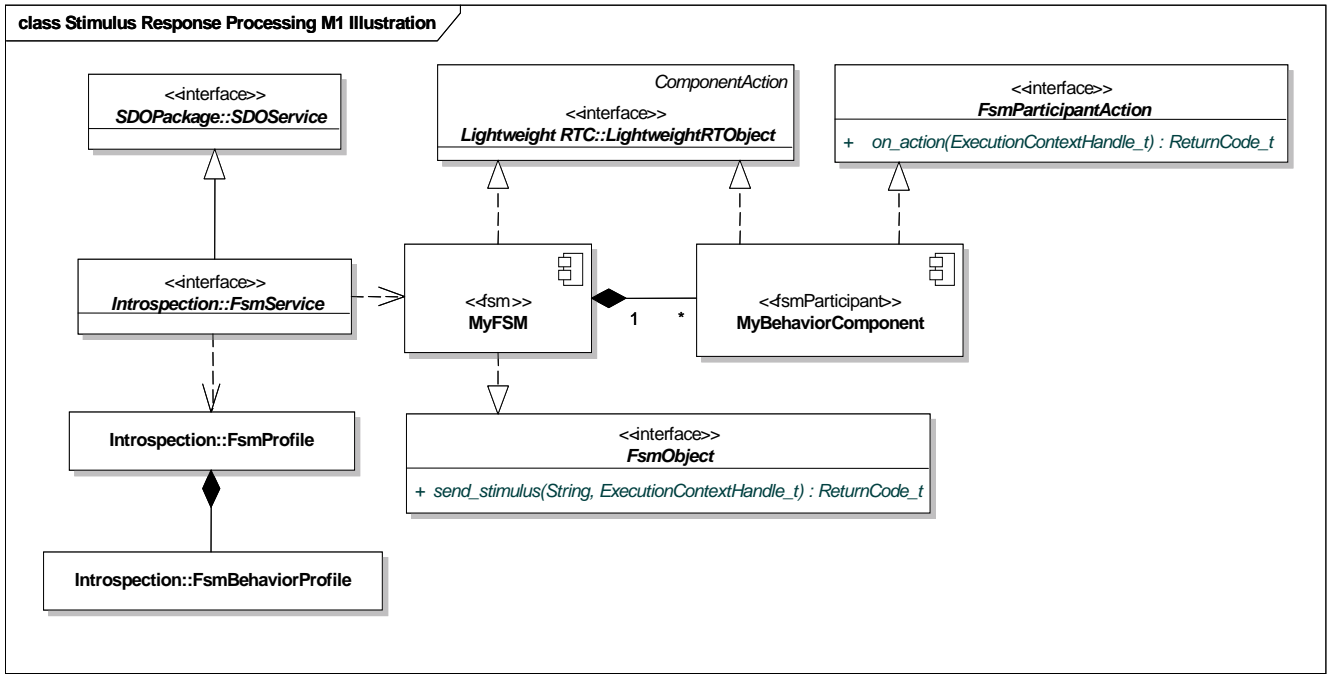 class Stimulus Response Processing M1 Illustration
<<interface>>
SDOPackage::SDOService
ComponentAction
<<interface>>
Lightweight RTC::LightweightRTObject
<<interface>>
FsmParticipantAction
+ on_action(ExecutionContextHandle_t) : ReturnCode_t
<<interface>>
Introspection::FsmService
<<fsm>>
MyFSM
1
*
<<fsmParticipant>>
MyBehaviorComponent
Introspection::FsmProfile
<<interface>>
FsmObject
+ send_stimulus(String, ExecutionContextHandle_t) : ReturnCode_t
Introspection::FsmBehaviorProfile